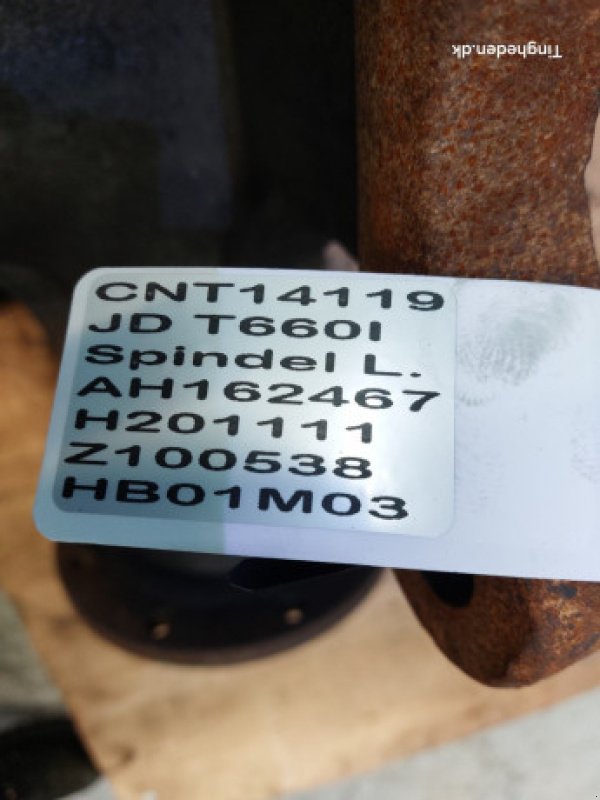 Tingheden.dk
CNT14119
JD T660I
Spindel L.
AH162467
H201111
Z100538
HB01M03